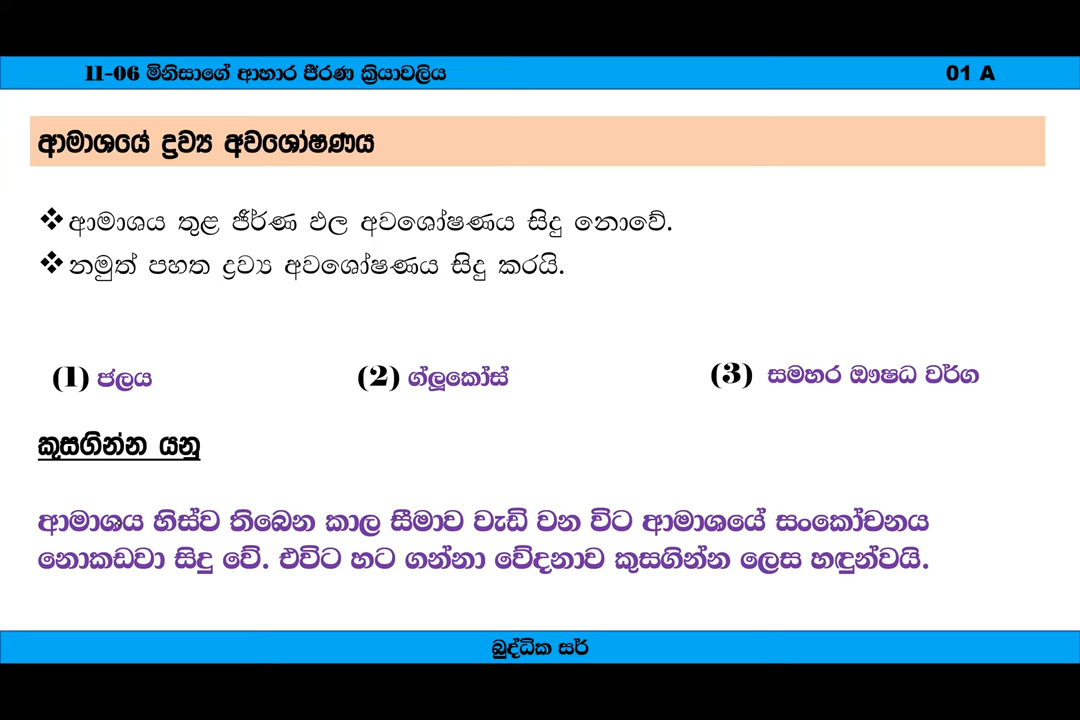 11-06 මිනිසාගේ ආහාර ජීරණ ක්‍රියාවලිය 01 A
ආමාශයේ ද්‍රව්‍ය අවශෝෂණය
❖ආමාශය තුළ ජීර්ණ ඵල අවශෝෂණය සිදු නොවේ.
❖නමුත් පහත ද්‍රව්‍ය අවශෝෂණය සිදු කරයි.
(1) ජලය (2) ග්ලූකෝස් (3) සමහර ඖෂධ වර්ග
කුසගින්න යනු
ආමාශය හිස්ව තිබෙන කාල සීමාව වැඩි වන විට ආමාශයේ සංකෝචනය
නොකඩවා සිදු වේ. එවිට හට ගන්නා වේදනාව කුසගින්න ලෙස හඳුන්වයි.
බුද්ධික සර්